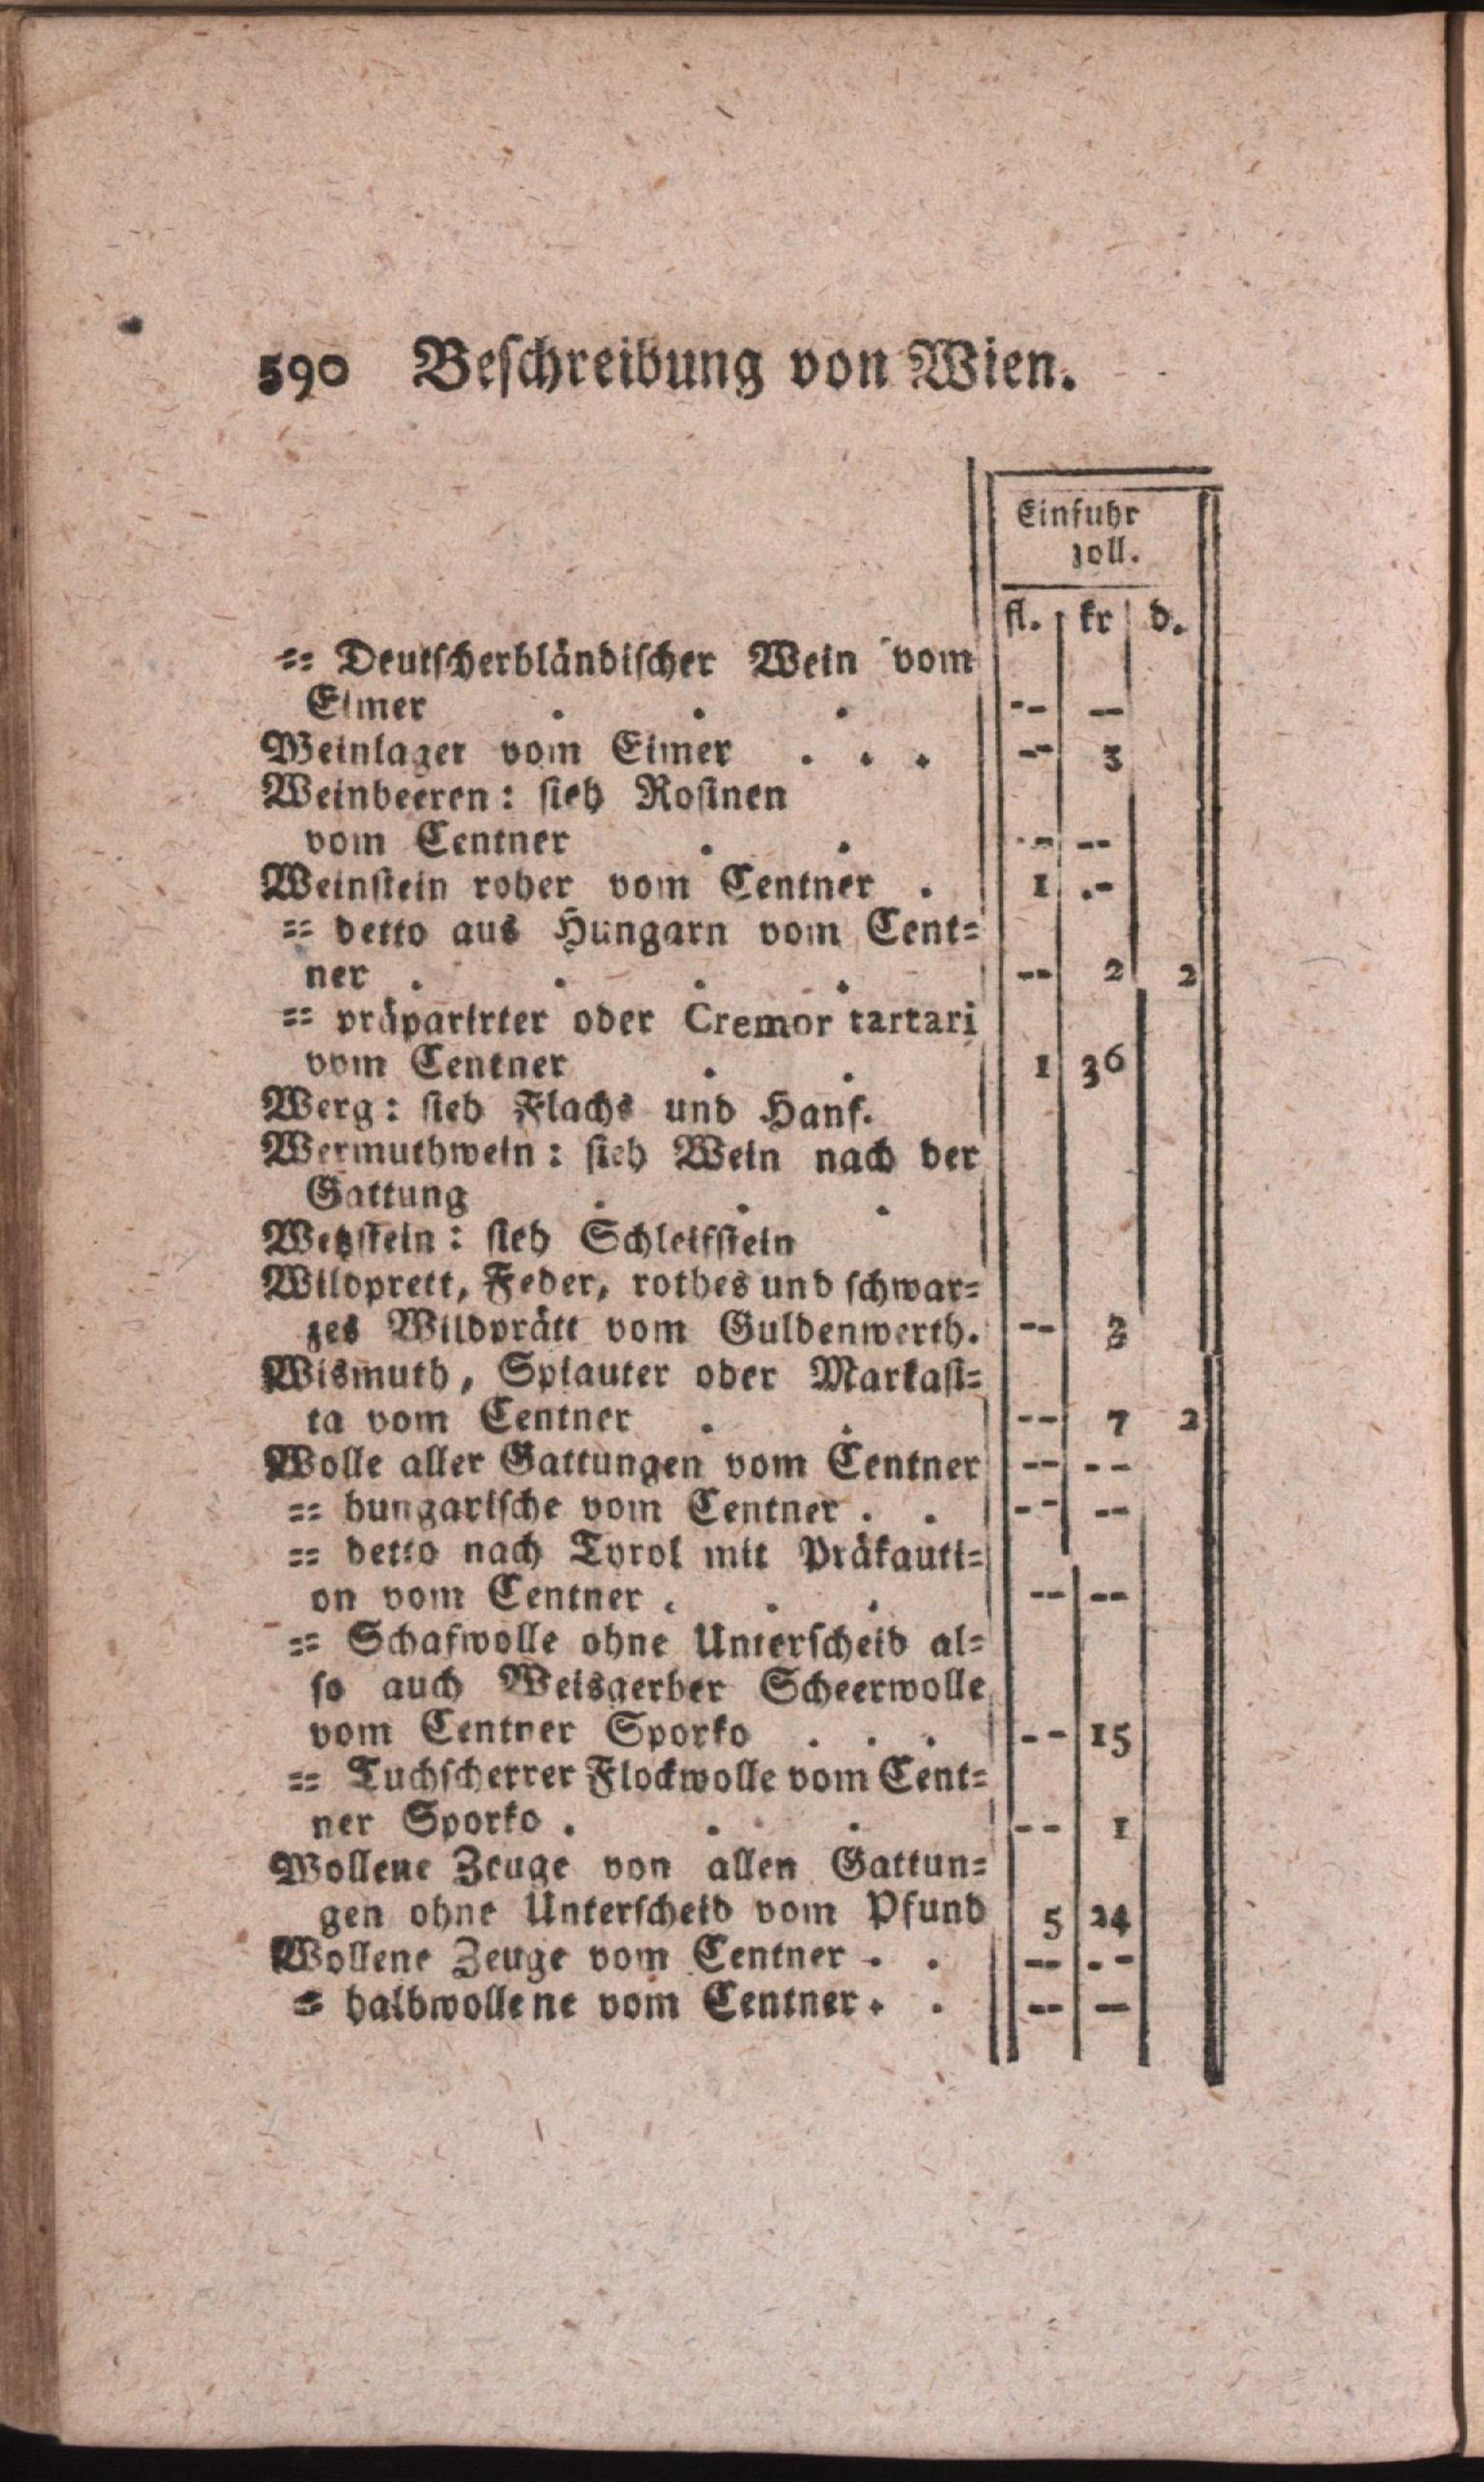 590 Beſchreibung von Wien.
Einfuhr
zoll.
fl. kr d.
== Deutſcherbländiſcher Wein vom
Eimer . . . -- --
Weinlager vom Eimer . . . -- 3
Weinbeeren: ſieh Roſinen
vom Centner . . -- --
Weinſtein roher vom Centner . 1 --
== detto aus Hungarn vom Cent=
ner . . . . -- 2 2
== präparirter oder Cremor tartari
vom Centner . . 1 36
Werg: ſieh Flachs und Hanf.
Wermuthwein: ſieh Wein nach der
Gattung . . .
Wetzſtein: ſieh Schleifſtein
Wildprett, Feder, rothes und ſchwar=
zes Wildprätt vom Guldenwerth. --
Wismuth, Splauter oder Markaſi=
ta vom Centner . . -- 7 2
Wolle aller Gattungen vom Centner -- --
== hungariſche vom Centner . . -- --
== detto nach Tyrol mit Präkauti=
on vom Centner . . . -- --
== Schafwolle ohne Unterſcheid al=
ſo auch Weisgerber Scheerwolle
vom Centner Sporko . . . -- 15
== Tuchſcherrer Flockwolle vom Cent=
ner Sporko . . . -- 1
Wollene Zeuge von allen Gattun=
gen ohne Unterſcheid vom Pfund 5 24
Wollene Zeuge vom Centner . . -- --
= halbwollene vom Centner . . -- --